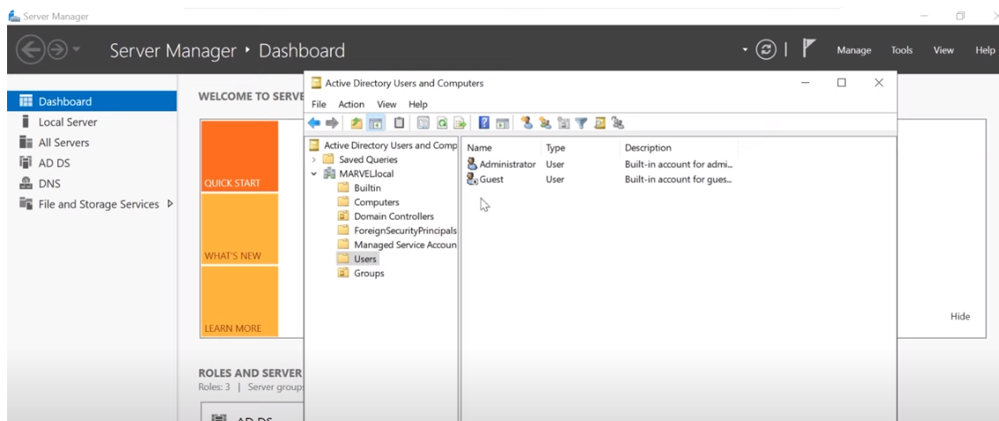 Server Manager
Server Manager ‣ Dashboard
Manage Tools View Help
Dashboard
Local Server
All Servers
AD DS
DNS
File and Storage Services
WELCOME TO SERVE
QUICK START
WHAT'S NEW
LEARN MORE
Hide
ROLES AND SERVER
Roles: 3 | Server group
AD DS
Active Directory Users and Computers
File Action View Help
Active Directory Users and Comp
Saved Queries
MARVEL.local
Builtin
Computers
Domain Controllers
ForeignSecurityPrincipals
Managed Service Accoun
Users
Groups
Name Type Description
Administrator User Built-in account for admi...
Guest User Built-in account for gues...